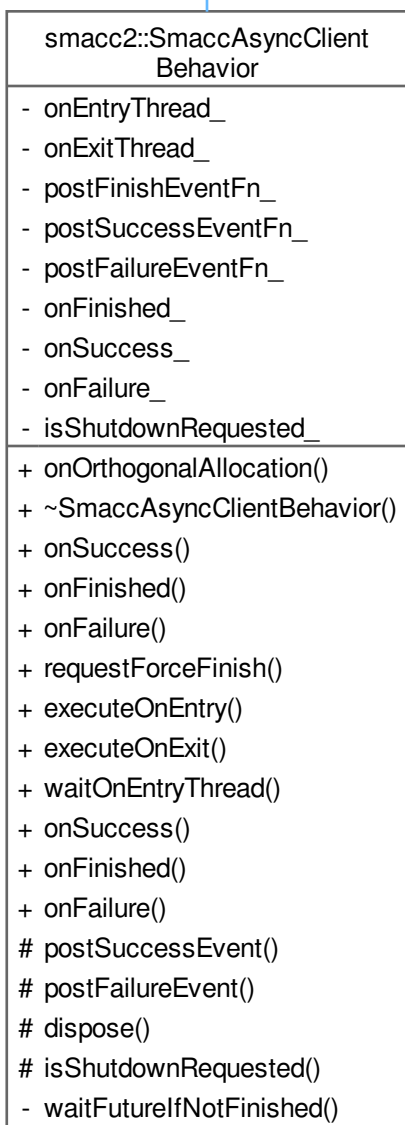 smacc2::SmaccAsyncClient
Behavior
- onEntryThread_
- onExitThread_
- postFinishEventFn_
- postSuccessEventFn_
- postFailureEventFn_
- onFinished_
- onSuccess_
- onFailure_
- isShutdownRequested_
+ onOrthogonalAllocation()
+ ~SmaccAsyncClientBehavior()
+ onSuccess()
+ onFinished()
+ onFailure()
+ requestForceFinish()
+ executeOnEntry()
+ executeOnExit()
+ waitOnEntryThread()
+ onSuccess()
+ onFinished()
+ onFailure()
# postSuccessEvent()
# postFailureEvent()
# dispose()
# isShutdownRequested()
- waitFutureIfNotFinished()